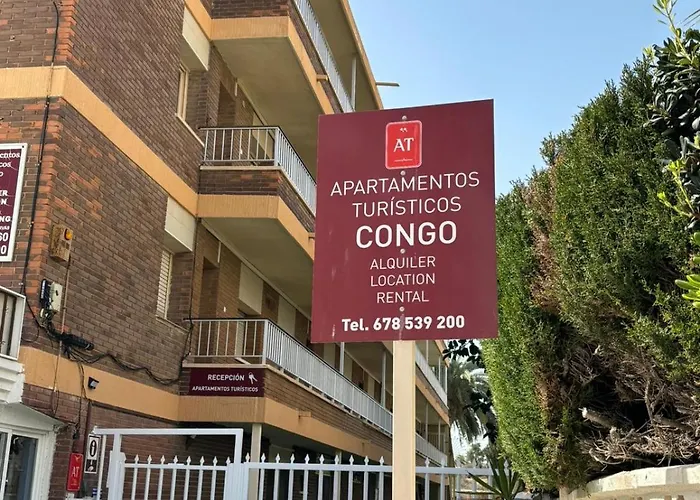 AT
APARTAMENTOS
TURÍSTICOS
CONGO
ALQUILER
LOCATION
RENTAL
Tel. 678 539 200
RECEPCIÓN
APARTAMENTOS TURÍSTICOS
AT
i